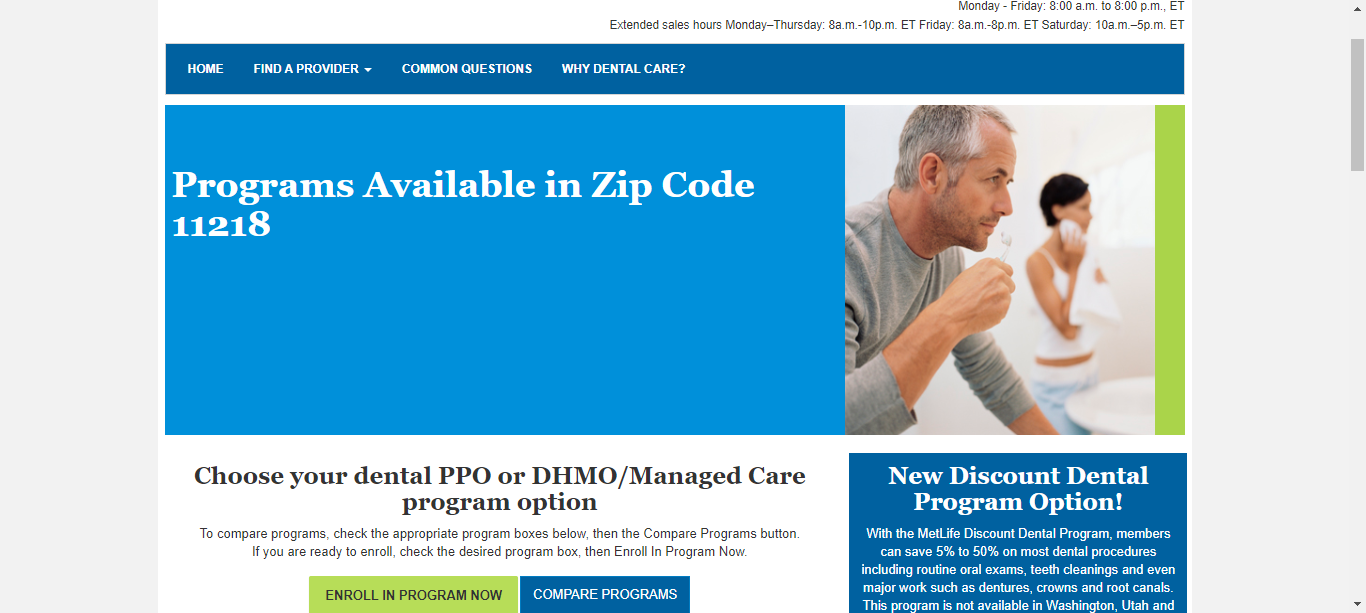 Monday - Friday: 8:00 a.m. to 8:00 p.m., ET
Extended sales hours Monday–Thursday: 8a.m.-10p.m. ET Friday: 8a.m.-8p.m. ET Saturday: 10a.m.–5p.m. ET
HOME FIND A PROVIDER COMMON QUESTIONS WHY DENTAL CARE?
Programs Available in Zip Code
11218
Choose your dental PPO or DHMO/Managed Care
program option
To compare programs, check the appropriate program boxes below, then the Compare Programs button.
If you are ready to enroll, check the desired program box, then Enroll In Program Now.
ENROLL IN PROGRAM NOW COMPARE PROGRAMS
New Discount Dental
Program Option!
With the MetLife Discount Dental Program, members
can save 5% to 50% on most dental procedures
including routine oral exams, teeth cleanings and even
major work such as dentures, crowns and root canals.
This program is not available in Washington, Utah and